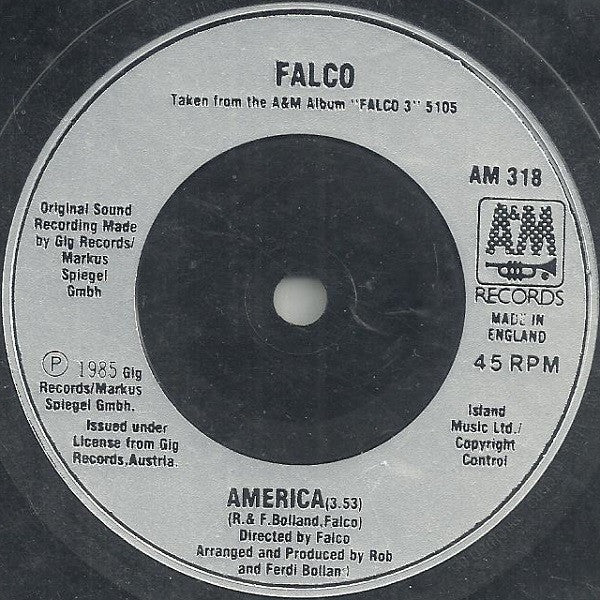 FALCO
Taken from the A&M Album "FALCO 3" 5105
Original Sound
Recording Made
by Gig Records/
Markus
Spiegel
Gmbh
AM 318
A&M
RECORDS
MADE IN
ENGLAND
45 RPM
Ⓟ 1985 Gig
Records/Markus
Spiegel Gmbh.
Issued under
License from Gig
Records,Austria.
Island
Music Ltd./
Copyright
Control
AMERICA(3.53)
(R.& F.Bolland,Falco)
Directed by Falco
Arranged and Produced by Rob
and Ferdi Bolland